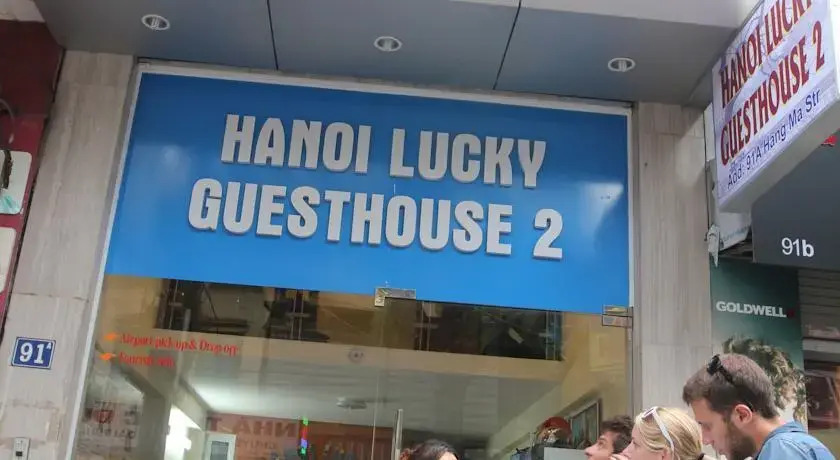 HANOI LUCKY
GUESTHOUSE 2
HANOI LUCKY
GUESTHOUSE 2
Add: 91A Hang Ma Str
91b
GOLDWELL
91A
Airport pick up & Drop off
NHA T